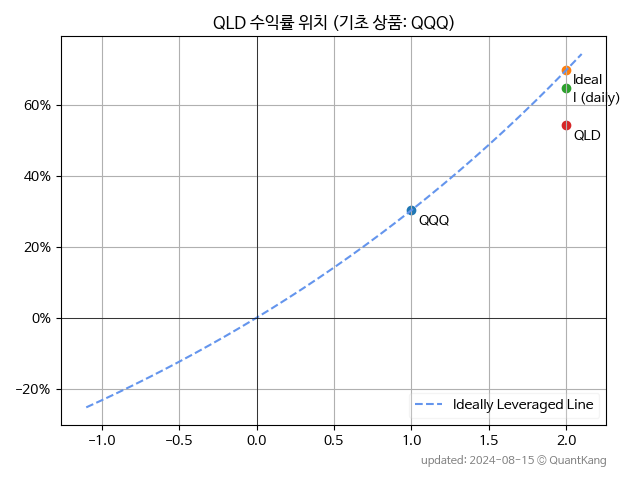 QLD 수익률 위치 (기초 상품: QQQ)
60%
40%
20%
0%
−20%
Ideal
I (daily)
QLD
QQQ
Ideally Leveraged Line
−1.0 −0.5 0.0 0.5 1.0 1.5 2.0
updated: 2024-08-15 © QuantKang